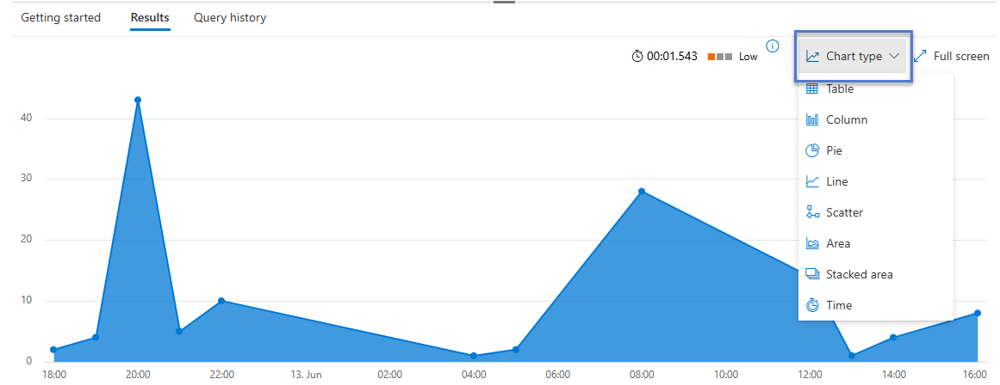 Getting started Results Query history
00:01.543 Low Chart type Full screen
Table
Column
Pie
Line
Scatter
Area
Stacked area
Time
40
30
20
10
0
18:00 20:00 22:00 13. Jun 02:00 04:00 06:00 08:00 10:00 12:00 14:00 16:00